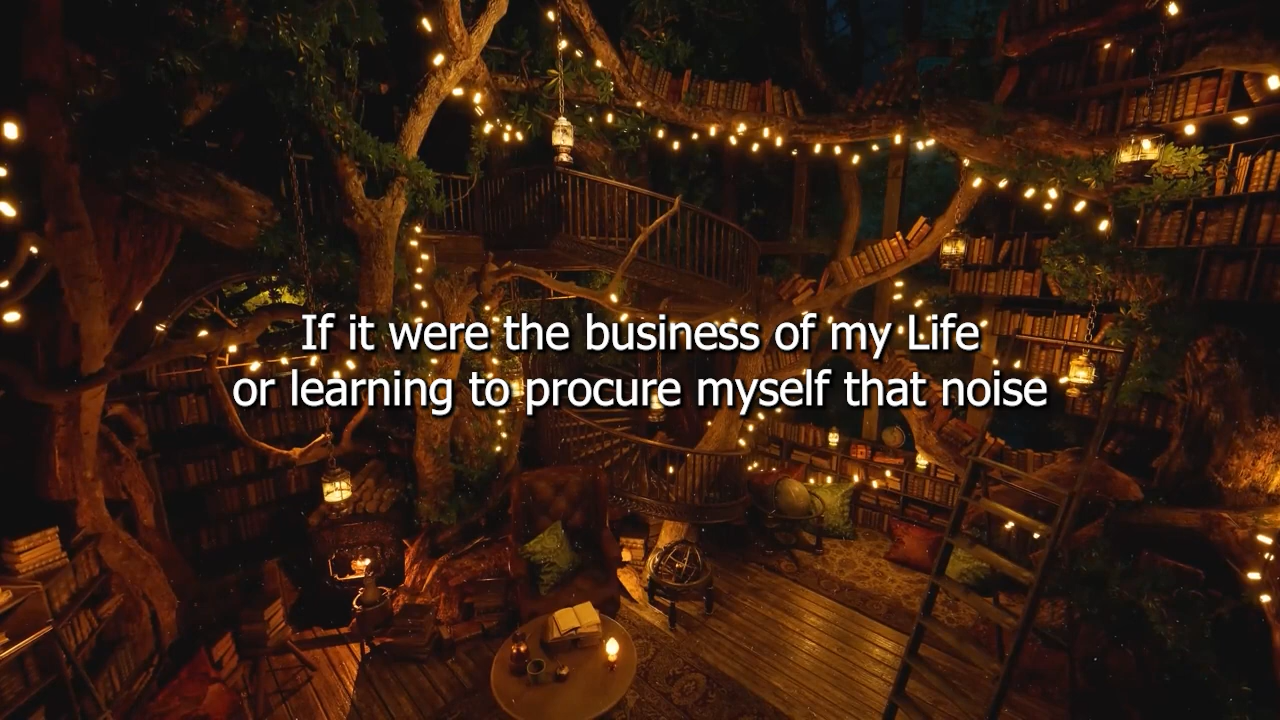 If it were the business of my Life
or learning to procure myself that noise